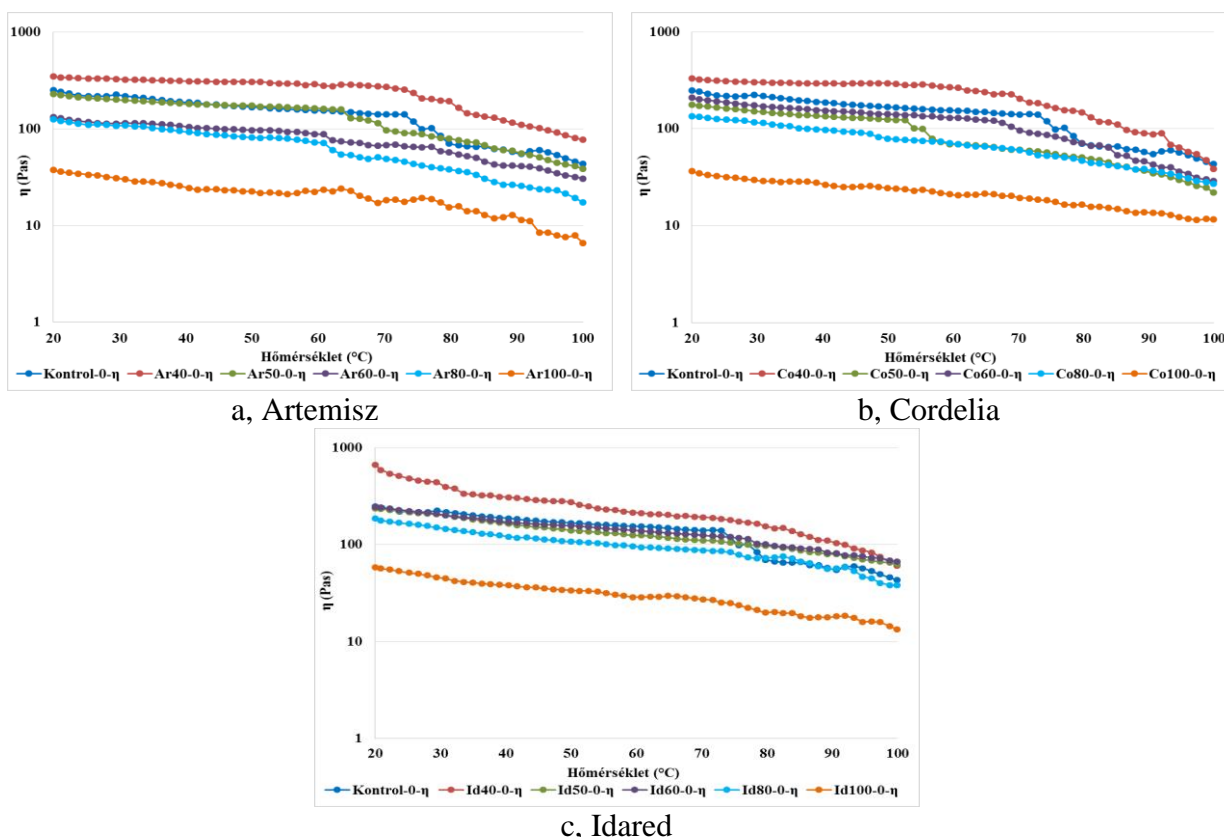 1000
100
10
1
η (Pas)
20 30 40 50 60 70 80 90 100
Hőmérséklet (°C)
Kontrol-0-η Ar40-0-η Ar50-0-η Ar60-0-η Ar80-0-η Ar100-0-η
a, Artemisz
1000
100
10
1
η (Pas)
20 30 40 50 60 70 80 90 100
Hőmérséklet (°C)
Kontrol-0-η Co40-0-η Co50-0-η Co60-0-η Co80-0-η Co100-0-η
b, Cordelia
1000
100
10
1
η (Pas)
20 30 40 50 60 70 80 90 100
Hőmérséklet (°C)
Kontrol-0-η Id40-0-η Id50-0-η Id60-0-η Id80-0-η Id100-0-η
c, Idared